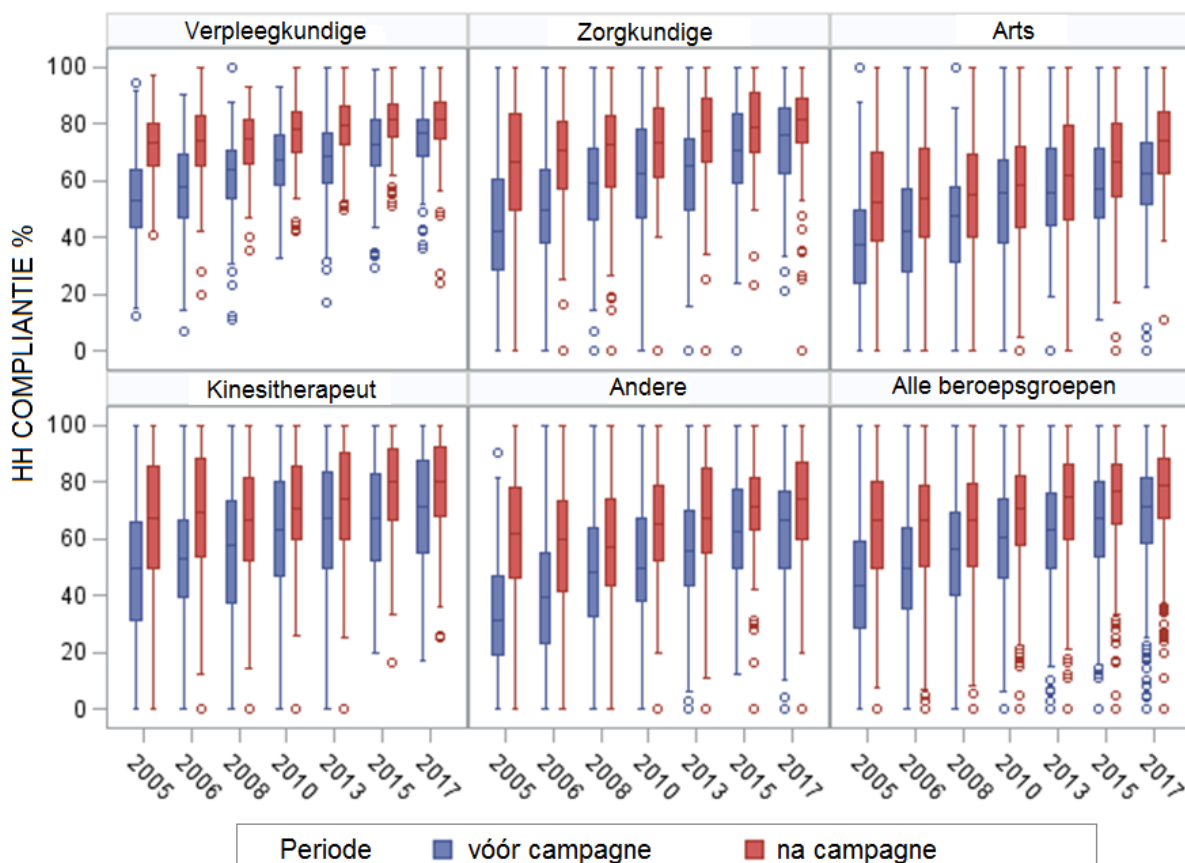 Verpleegkundige Zorgkundige Arts
100
80
60
40
20
0
Kinesitherapeut Andere Alle beroepsgroepen
100
80
60
40
20
0
HH COMPLIANTIE %
2005 2006 2008 2010 2013 2015 2017 2005 2006 2008 2010 2013 2015 2017 2005 2006 2008 2010 2013 2015 2017
Periode vóór campagne na campagne